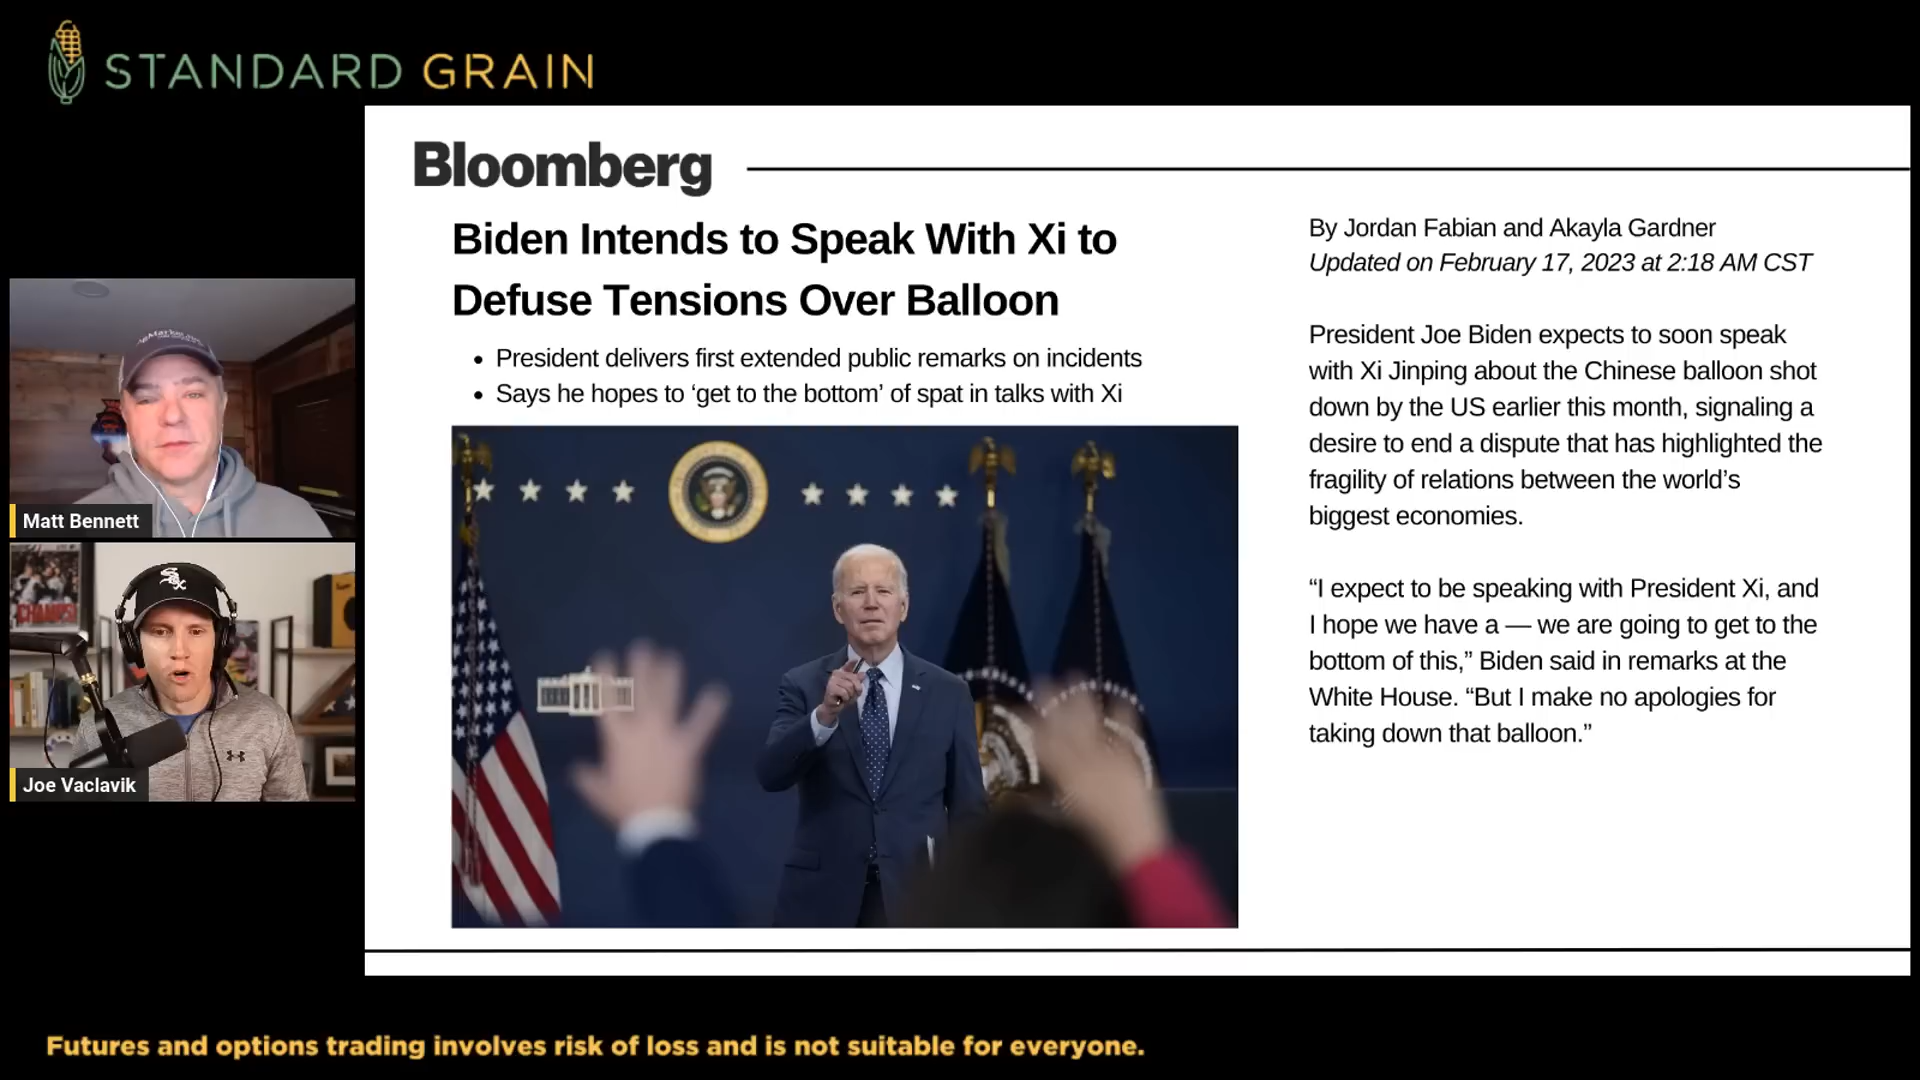 STANDARD GRAIN
Bloomberg
Biden Intends to Speak With Xi to
Defuse Tensions Over Balloon
• President delivers first extended public remarks on incidents
• Says he hopes to ‘get to the bottom’ of spat in talks with Xi
By Jordan Fabian and Akayla Gardner
Updated on February 17, 2023 at 2:18 AM CST
President Joe Biden expects to soon speak
with Xi Jinping about the Chinese balloon shot
down by the US earlier this month, signaling a
desire to end a dispute that has highlighted the
fragility of relations between the world’s
biggest economies.
“I expect to be speaking with President Xi, and
I hope we have a — we are going to get to the
bottom of this,” Biden said in remarks at the
White House. “But I make no apologies for
taking down that balloon.”
Matt Bennett
CHAMPS!
Sox
Joe Vaclavik
Futures and options trading involves risk of loss and is not suitable for everyone.